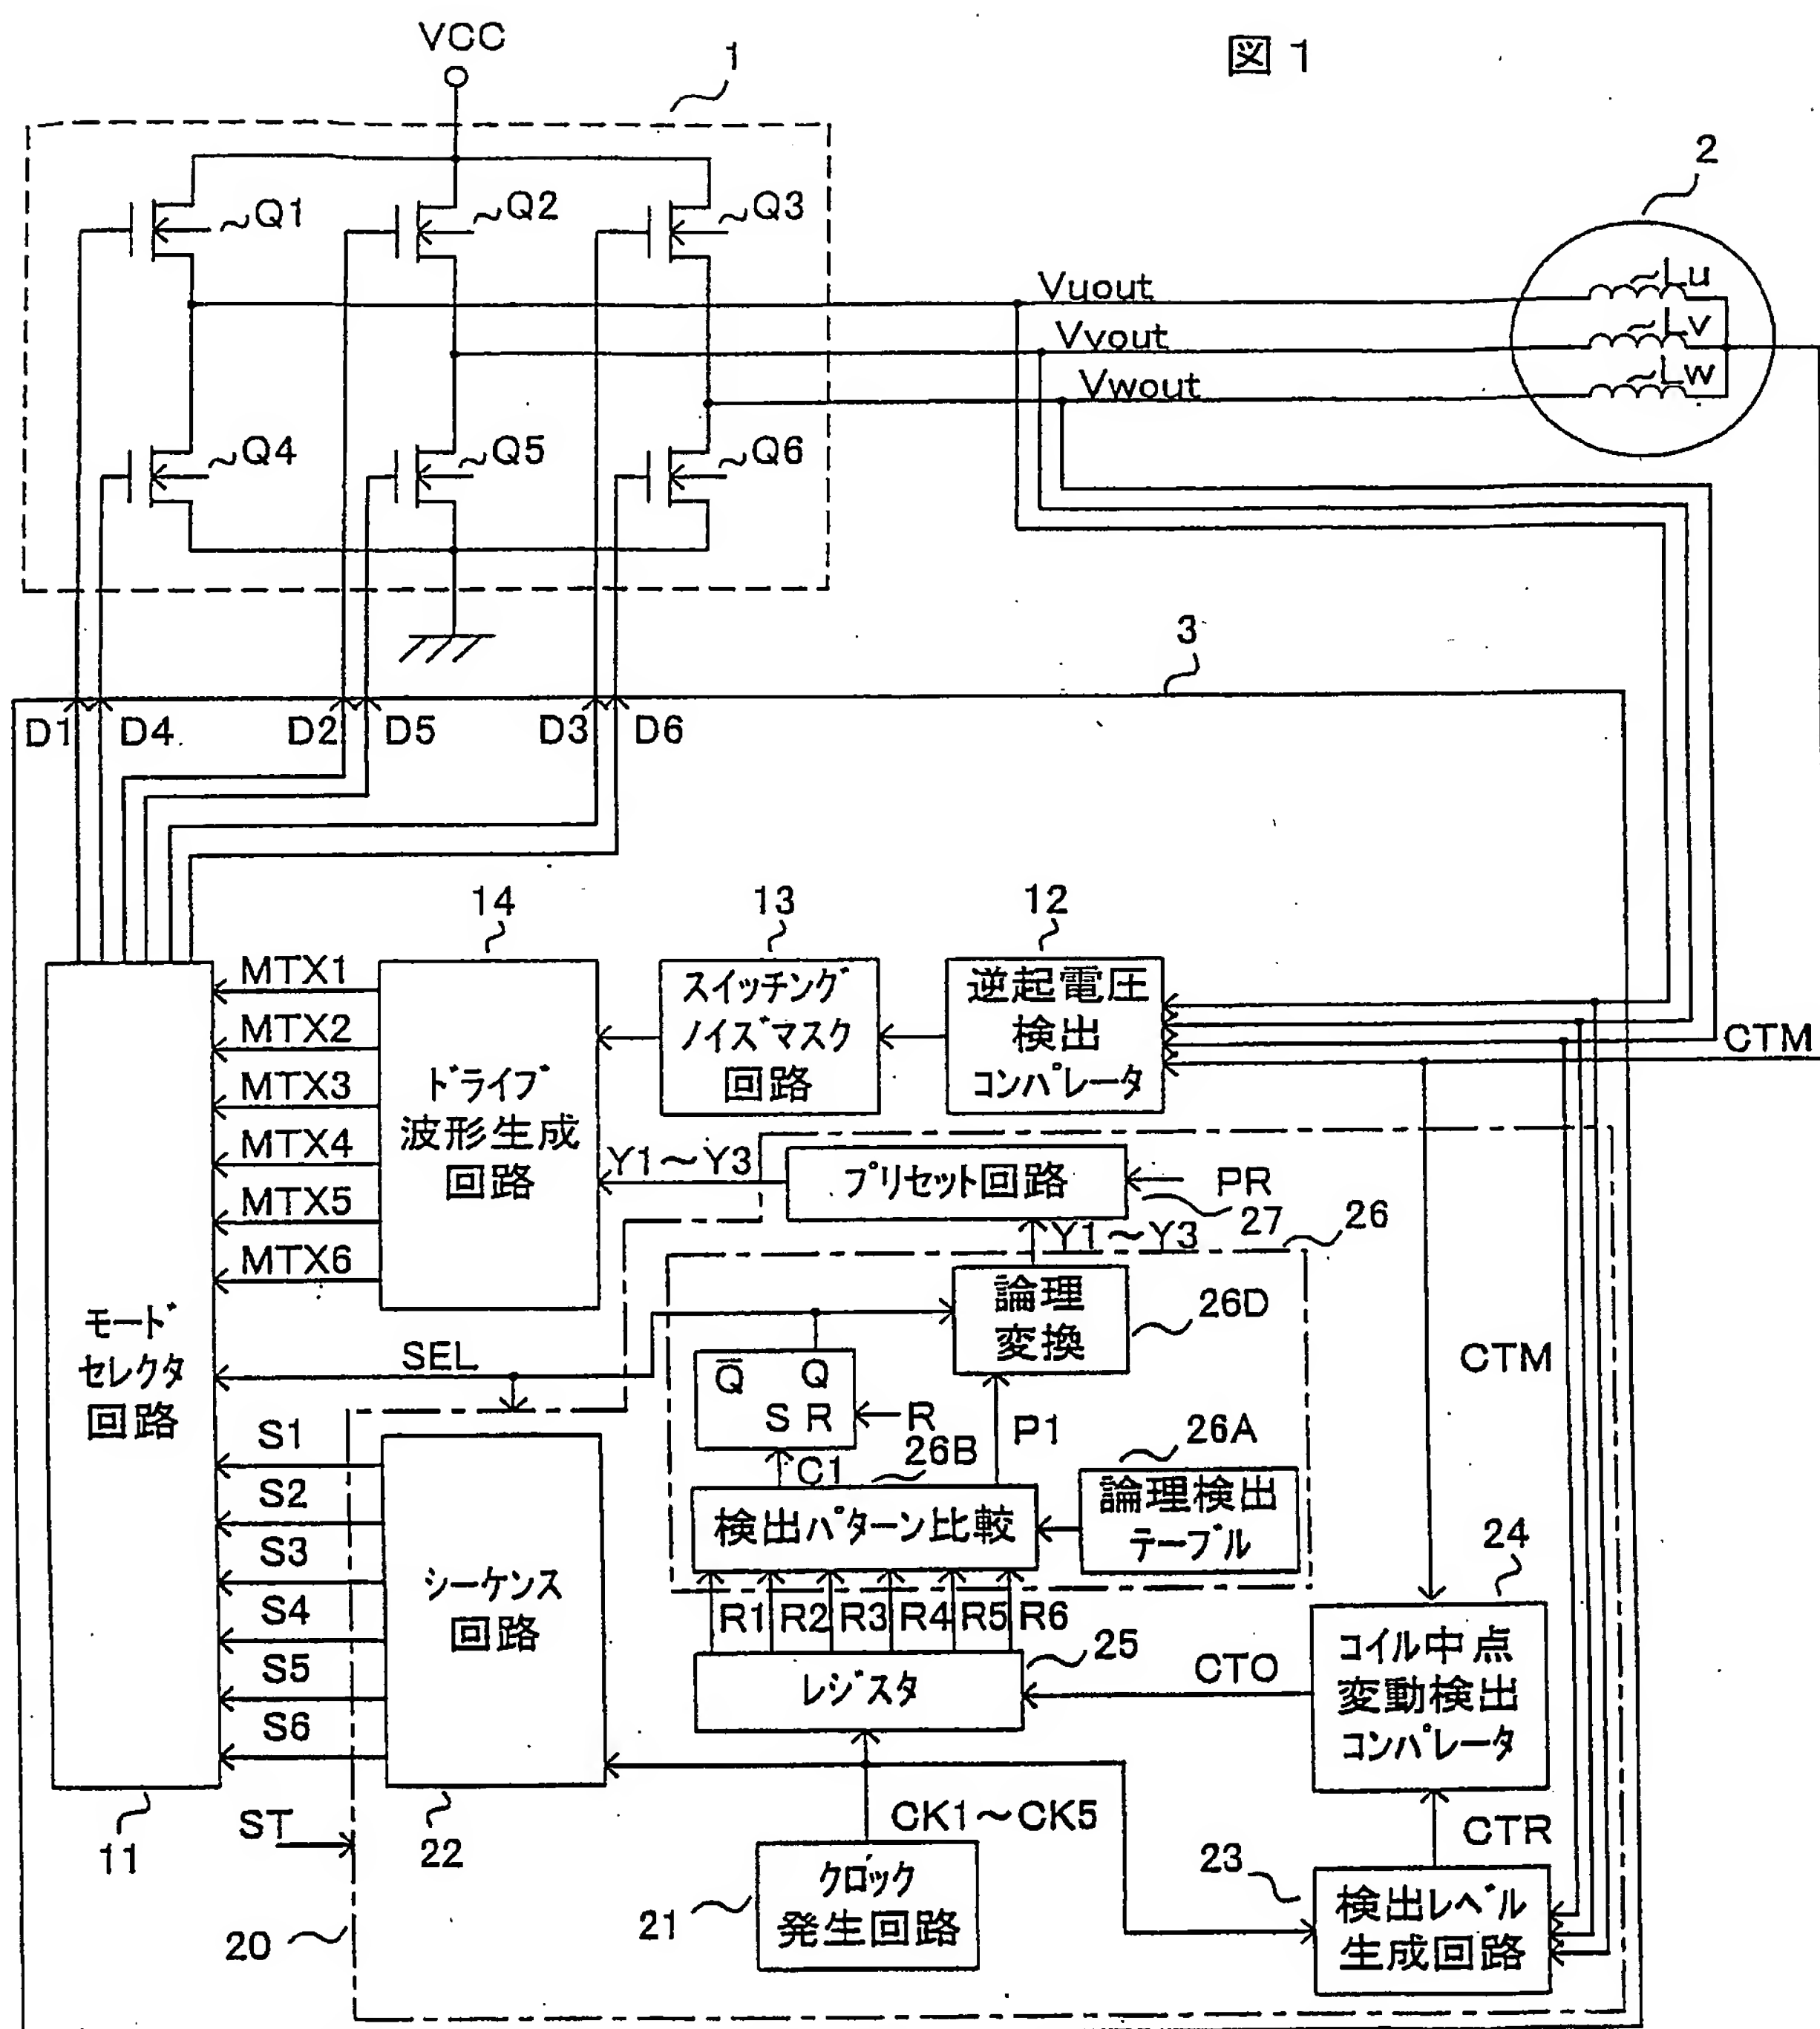 図1
VCC
1
2
Q1
Q2
Q3
Vuout
Lu
Vvout
Lv
Vwout
Lw
Q4
Q5
Q6
3
D1
D4
D2
D5
D3
D6
14
13
12
MTX1
MTX2
MTX3
MTX4
MTX5
MTX6
ドライブ
波形生成
回路
スイッチング
ノイズマスク
回路
逆起電圧
検出
コンパレータ
CTM
Y1~Y3
プリセット回路
PR
27
26
Y1~Y3
論理
変換
26D
モード
セレクタ
回路
SEL
Q̅
Q
S
R
R
P1
CTM
26B
26A
C1
検出パターン比較
論理検出
テーブル
S1
S2
S3
S4
S5
S6
シーケンス
回路
R1
R2
R3
R4
R5
R6
24
25
レジスタ
CTO
コイル中点
変動検出
コンパレータ
11
ST
22
CK1~CK5
CTR
20
21
クロック
発生回路
23
検出レベル
生成回路